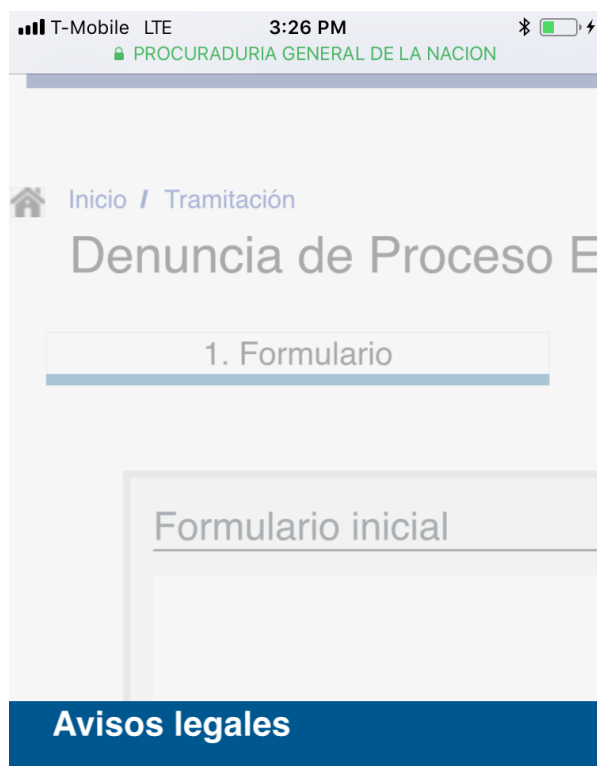 T-Mobile LTE 3:26 PM
PROCURADURIA GENERAL DE LA NACION
Inicio / Tramitación
Denuncia de Proceso E
1. Formulario
Formulario inicial
Avisos legales